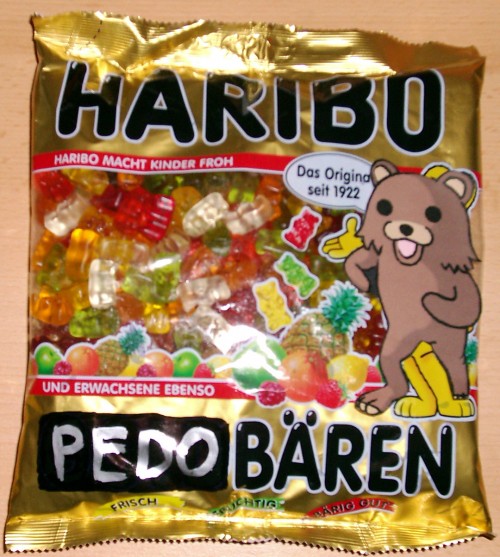 HARIBO
HARIBO MACHT KINDER FROH
Das Original
seit 1922
UND ERWACHSENE EBENSO
PEDOBÄREN
FRISCH